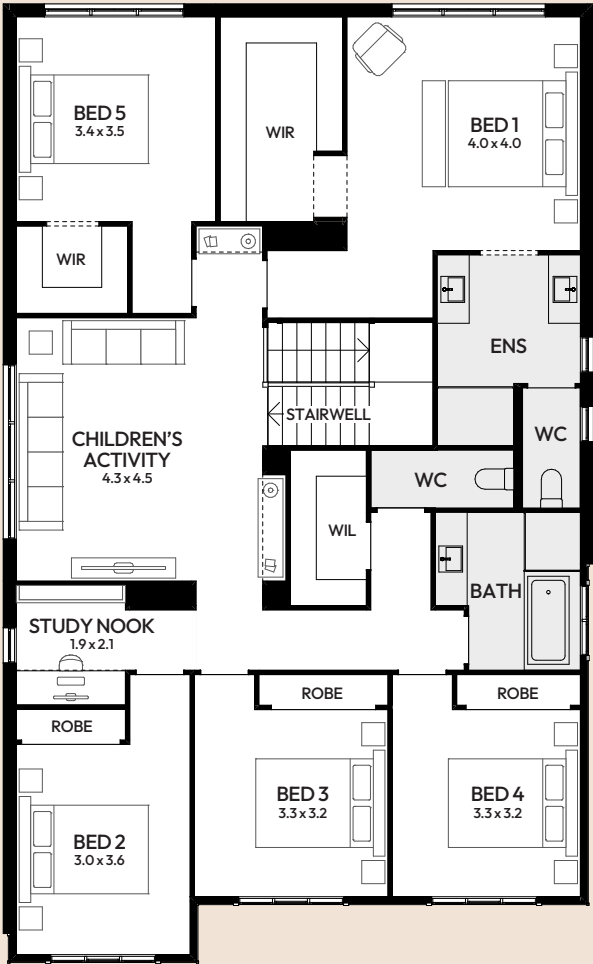 BED 5
3.4 x 3.5
WIR
BED 1
4.0 x 4.0
WIR
ENS
STAIRWELL
WC
CHILDREN'S
ACTIVITY
4.3 x 4.5
WC
WIL
BATH
STUDY NOOK
1.9 x 2.1
ROBE
ROBE
ROBE
BED 3
3.3 x 3.2
BED 4
3.3 x 3.2
BED 2
3.0 x 3.6